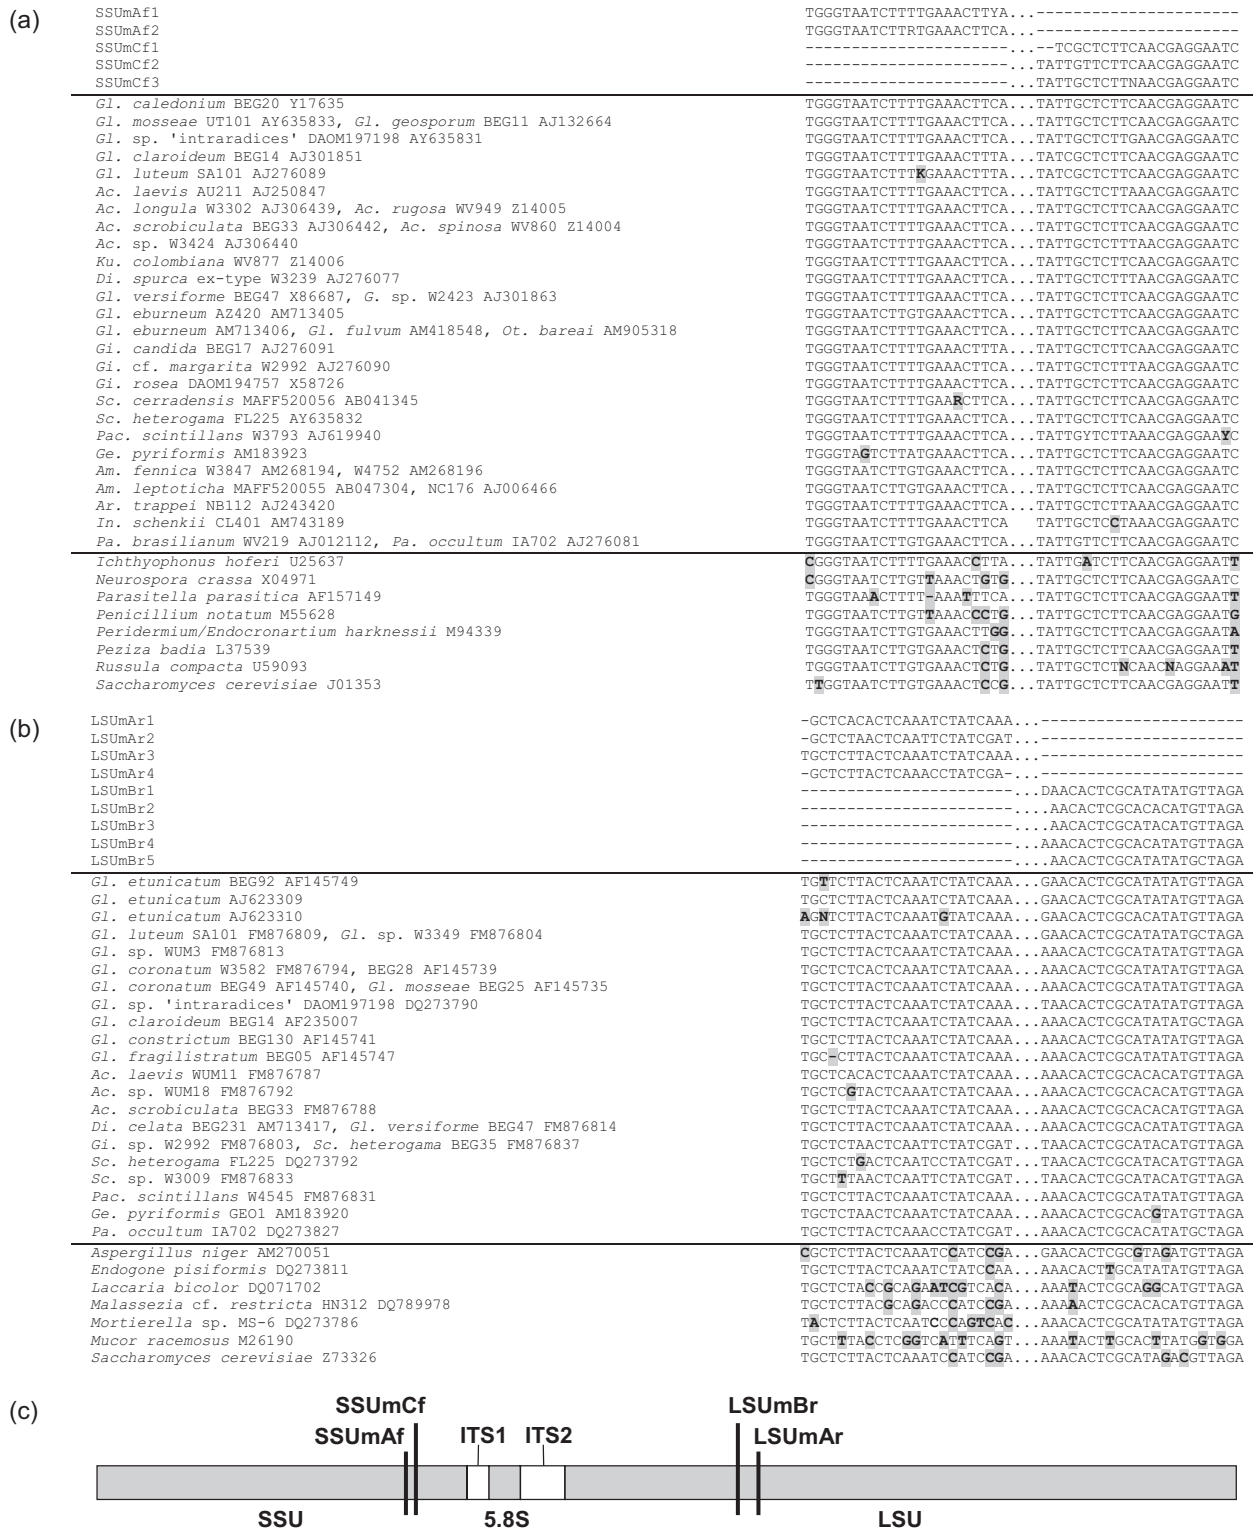 (a)
SSUmAf1 TGGGTAATCTTTTGAAACTTYA...----------------------
SSUmAf2 TGGGTAATCTTRTGAAACTTCA...----------------------
SSUmCf1 ----------------------...--TCGCTCTTCAACGAGGAATC
SSUmCf2 ----------------------...TATTGTTCTTCAACGAGGAATC
SSUmCf3 ----------------------...TATTGCTCTTNAACGAGGAATC
Gl. caledonium BEG20 Y17635 TGGGTAATCTTTTGAAACTTCA...TATTGCTCTTCAACGAGGAATC
Gl. mosseae UT101 AY635833, Gl. geosporum BEG11 AJ132664 TGGGTAATCTTTTGAAACTTCA...TATTGCTCTTCAACGAGGAATC
Gl. sp. 'intraradices' DAOM197198 AY635831 TGGGTAATCTTTTGAAACTTCA...TATTGCTCTTGAACGAGGAATC
Gl. claroideum BEG14 AJ301851 TGGGTAATCTTTTGAAACTTTA...TATCGCTCTTCAACGAGGAATC
Gl. luteum SA101 AJ276089 TGGGTAATCTTTKGAAACTTTA...TATCGCTCTTCAACGAGGAATC
Ac. laevis AU211 AJ250847 TGGGTAATCTTTTGAAACTTCA...TATTGCTCTTAAACGAGGAATC
Ac. longula W3302 AJ306439, Ac. rugosa WV949 Z14005 TGGGTAATCTTTTGAAACTTCA...TATTGCTCTTCAACGAGGAATC
Ac. scrobiculata BEG33 AJ306442, Ac. spinosa WV860 Z14004 TGGGTAATCTTTTGAAACTTCA...TATTGCTCTTCAACGAGGAATC
Ac. sp. W3424 AJ306440 TGGGTAATCTTTTGAAACTTCA...TATTGCTCTTTAACGAGGAATC
Ku. colombiana WV877 Z14006 TGGGTAATCTTTTGAAACTTCA...TATTGCTCTTCAACGAGGAATC
Di. spurca ex-type W3239 AJ276077 TGGGTAATCTTTTGAAACTTCA...TATTGCTCTTTAACGAGGAATC
Gl. versiforme BEG47 X86687, G. sp. W2423 AJ301863 TGGGTAATCTTTTGAAACTTCA...TATTGCTCTTCAACGAGGAATC
Gl. eburneum AZ420 AM713405 TGGGTAATCTTGTGAAACTTCA...TATTGCTCTTCAACGAGGAATC
Gl. eburneum AM713406, Gl. fulvum AM418548, Ot. bareai AM905318 TGGGTAATCTTTTGAAACTTCA...TATTGCTCTTCAACGAGGAATC
Gi. candida BEG17 AJ276091 TGGGTAATCTTTTGAAACTTTA...TATTGCTCTTCAACGAGGAATC
Gi. cf. margarita W2992 AJ276090 TGGGTAATCTTTTGAAACTTCA...TATTGCTCTTTAACGAGGAATC
Gi. rosea DAOM194757 X58726 TGGGTAATCTTTTGAAACTTCA...TATTGCTCTTCAACGAGGAATC
Sc. cerradensis MAFF520056 AB041345 TGGGTAATCTTTTGAARCTTCA...TATTGCTCTTCAACGAGGAATC
Sc. heterogama FL225 AY635832 TGGGTAATCTTTTGAAACTTCA...TATTGCTCTTCAACGAGGAATC
Pac. scintillans W3793 AJ619940 TGGGTAATCTTTTGAAACTTCA...TATTGYTCTTAAACGAGGAAYC
Ge. pyriformis AM183923 TGGGTAGTCTTATGAAACTTCA...TATTGCTCTTCAACGAGGAATC
Am. fennica W3847 AM268194, W4752 AM268196 TGGGTAATCTTGTGAAACTTCA...TATTGCTCTTCAACGAGGAATC
Am. leptoticha MAFF520055 AB047304, NC176 AJ006466 TGGGTAATCTTGTGAAACTTCA...TATTGCTCTTCAACGAGGAATC
Ar. trappei NB112 AJ243420 TGGGTAATCTTGTGAAACTTCA...TATTGCTCTTAAACGAGGAATC
In. schenkii CL401 AM743189 TGGGTAATCTTGTGAAACTTCA TATTGCTCCTAAACGAGGAATC
Pa. brasilianum WV219 AJ012112, Pa. occultum IA702 AJ276081 TGGGTAATCTTGTGAAACTTCA...TATTGTTCTTCAACGAGGAATC
Ichthyophonus hoferi U25637 CGGGTAATCTTTTGAAACCTTA...TATTGATCTTCAACGAGGAATT
Neurospora crassa X04971 CGGGTAATCTTGTTAAACTGTG...TATTGCTCTTCAACGAGGAATC
Parasitella parasitica AF157149 TGGGTAAACTTTT-AAATTTCA...TATTGCTCTTCAACGAGGAATT
Penicillium notatum M55628 TGGGTAATCTTGTTAAACCCTG...TATTGCTCTTCAACGAGGAATG
Peridermium/Endocronartium harknessii M94339 TGGGTAATCTTGTGAAACTTGG...TATTGCTCTTCAACGAGGAATA
Peziza badia L37539 TGGGTAATCTTGTGAAACTCTG...TATTGCTCTTCAACGAGGAATT
Russula compacta U59093 TGGGTAATCTTGTGAAACTCTG...TATTGCTCTNCAACNAGGAAAT
Saccharomyces cerevisiae J01353 TTGGTAATCTTGTGAAACTCCG...TATTGCTCTTCAACGAGGAATT
(b)
LSUmAr1 -GCTCACACTCAAATCTATCAAA...----------------------
LSUmAr2 -GCTCTAACTCAATTCTATCGAT...----------------------
LSUmAr3 TGCTCTTACTCAAATCTATCAAA...----------------------
LSUmAr4 -GCTCTTACTCAAACCTATCGA-...----------------------
LSUmBr1 -----------------------...DAACACTCGCATATATGTTAGA
LSUmBr2 -----------------------....AACACTCGCACACATGTTAGA
LSUmBr3 -----------------------....AACACTCGCATACATGTTAGA
LSUmBr4 -----------------------...AAACACTCGCACATATGTTAGA
LSUmBr5 -----------------------....AACACTCGCATATATGCTAGA
Gl. etunicatum BEG92 AF145749 TGTTCTTACTCAAATCTATCAAA...GAACACTCGCATATATGTTAGA
Gl. etunicatum AJ623309 TGCTCTTACTCAAATCTATCAAA...GAACACTCGCATATATGTTAGA
Gl. etunicatum AJ623310 AGNTCTTACTCAAATGTATCAAA...GAACACTCGCATATATGTTAGA
Gl. luteum SA101 FM876809, Gl. sp. W3349 FM876804 TGCTCTTACTCAAATCTATCAAA...GAACACTCGCATATATGCTAGA
Gl. sp. WUM3 FM876813 TGCTCTTACTCAAATCTATCAAA...GAACACTCGCATATATGTTAGA
Gl. coronatum W3582 FM876794, BEG28 AF145739 TGCTCTCACTCAAATCTATCAAA...AAACACTCGCATATATGTTAGA
Gl. coronatum BEG49 AF145740, Gl. mosseae BEG25 AF145735 TGCTCTTACTCAAATCTATCAAA...AAACACTCGCATATATGTTAGA
Gl. sp. 'intraradices' DAOM197198 DQ273790 TGCTCTTACTCAAATCTATCAAA...TAACACTCGCATATATGTTAGA
Gl. claroideum BEG14 AF235007 TGCTCTTACTCAAATCTATCAAA...AAACACTCGCATATATGCTAGA
Gl. constrictum BEG130 AF145741 TGCTCTTACTCAAATCTATCAAA...AAACACTCGCATATATGTTAGA
Gl. fragilistratum BEG05 AF145747 TGC-CTTACTCAAATCTATCAAA...AAACACTCGCATATATGTTAGA
Ac. laevis WUM11 FM876787 TGCTCACACTCAAATCTATCAAA...AAACACTCGCACACATGTTAGA
Ac. sp. WUM18 FM876792 TGCTCGTACTCAAATCTATCAAA...AAACACTCGCACACATGTTAGA
Ac. scrobiculata BEG33 FM876788 TGCTCTTACTCAAATCTATCAAA...AAACACTCGCACACATGTTAGA
Di. celata BEG231 AM713417, Gl. versiforme BEG47 FM876814 TGCTCTTACTCAAATCTATCAAA...TAACACTCGCATATATGTTAGA
Gi. sp. W2992 FM876803, Sc. heterogama BEG35 FM876837 TGCTCTAACTCAATTCTATCGAT...TAACACTCGCATACATGTTAGA
Sc. heterogama FL225 DQ273792 TGCTCTGACTCAATCCTATCGAT...TAACACTCGCATACATGTTAGA
Sc. sp. W3009 FM876833 TGCTTTAACTCAATTCTATCGAT...TAACACTCGCATACATGTTAGA
Pac. scintillans W4545 FM876831 TGCTCTTACTCAAATCTATCAAA...AAACACTCGCATATATGTTAGA
Ge. pyriformis GEO1 AM183920 TGCTCTAACTCAAATCTATCAAA...AAACACTCGCACGTATGTTAGA
Pa. occultum IA702 DQ273827 TGCTCTTACTCAAACCTATCGAT...AAACACTCGCACATATGCTAGA
Aspergillus niger AM270051 CGCTCTTACTCAAATCCATCCGA...GAACACTCGCGTAGATGTTAGA
Endogone pisiformis DQ273811 TGCTCTTACTCAAATCTATCCAA...AAACACTTGCATATATGTTAGA
Laccaria bicolor DQ071702 TGCTCTACCGCAGAATCGTCACA...AAATACTCGCAGGCATGTTAGA
Malassezia cf. restricta HN312 DQ789978 TGCTCTTACGCAGACCCATCCGA...AAAAACTCGCACACATGTTAGA
Mortierella sp. MS-6 DQ273786 TACTCTTACTCAATCCCAGTCAC...AAACACTCGCATATATGTTAGA
Mucor racemosus M26190 TGCTTTACCTCGGTCATTTCAGT...AAATACTTGCACTTATGGTGGA
Saccharomyces cerevisiae Z73326 TGCTCTTACTCAAATCCATCCGA...AAACACTCGCATAGACGTTAGA
(c)
SSUmCf LSUmBr
SSUmAf ITS1 ITS2 LSUmAr
SSU 5.8S LSU